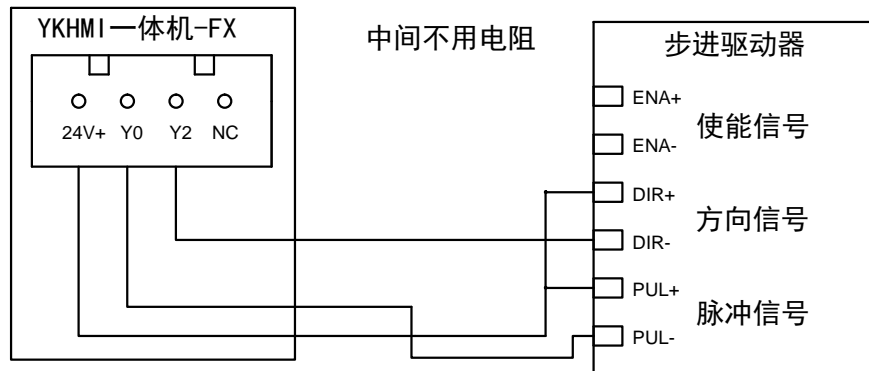 YKHMI一体机-FX
中间不用电阻
步进驱动器
24V+ Y0 Y2 NC
ENA+
使能信号
ENA-
DIR+
方向信号
DIR-
PUL+
脉冲信号
PUL-